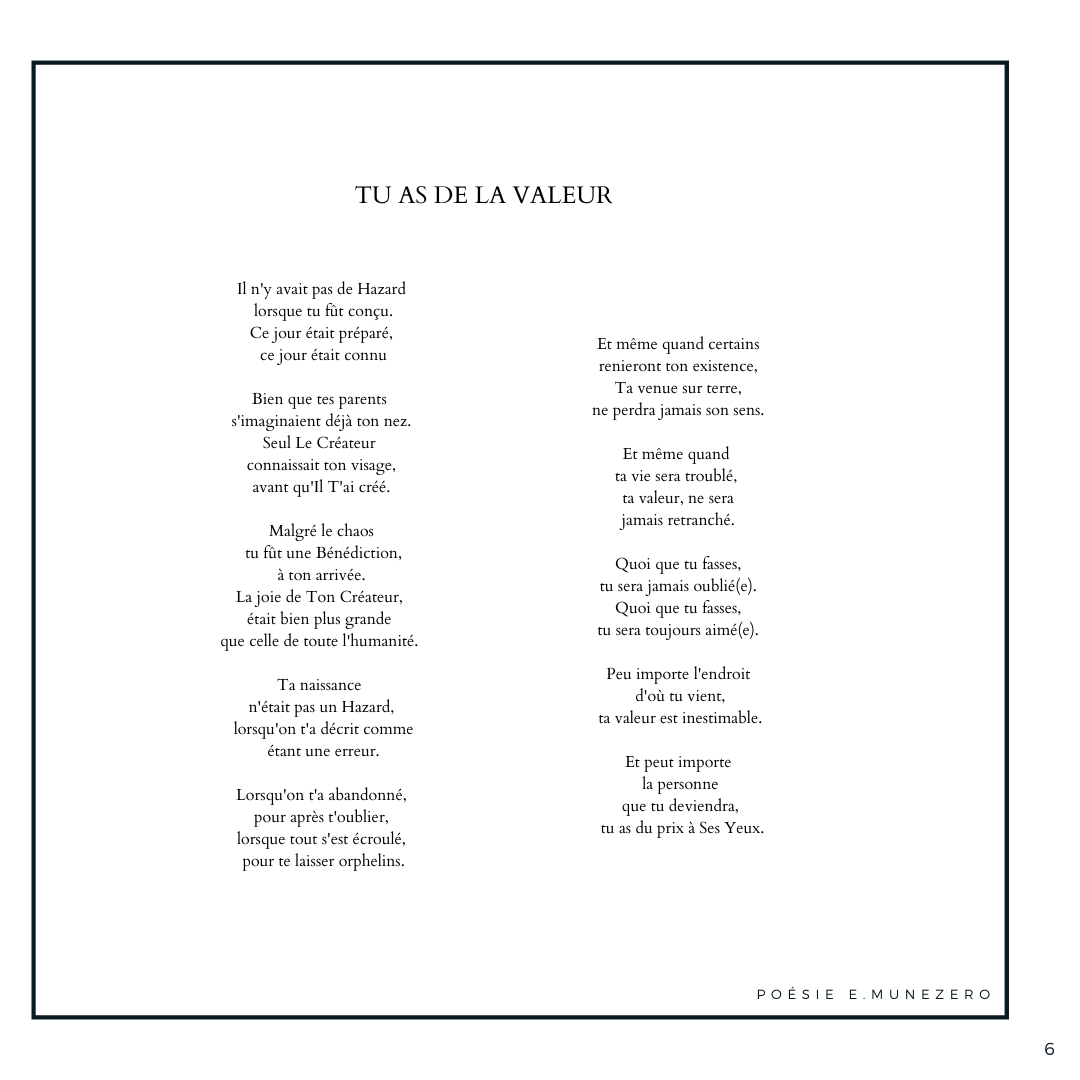 TU AS DE LA VALEUR
Il n'y avait pas de Hazard
lorsque tu fût conçu.
Ce jour était préparé,
ce jour était connu
Bien que tes parents
s'imaginaient déjà ton nez.
Seul Le Créateur
connaissait ton visage,
avant qu'Il T'ai créé.
Malgré le chaos
tu fût une Bénédiction,
à ton arrivée.
La joie de Ton Créateur,
était bien plus grande
que celle de toute l'humanité.
Ta naissance
n'était pas un Hazard,
lorsqu'on t'a décrit comme
étant une erreur.
Lorsqu'on t'a abandonné,
pour après t'oublier,
lorsque tout s'est écroulé,
pour te laisser orphelins.
Et même quand certains
renieront ton existence,
Ta venue sur terre,
ne perdra jamais son sens.
Et même quand
ta vie sera troublé,
ta valeur, ne sera
jamais retranché.
Quoi que tu fasses,
tu sera jamais oublié(e).
Quoi que tu fasses,
tu sera toujours aimé(e).
Peu importe l'endroit
d'où tu vient,
ta valeur est inestimable.
Et peut importe
la personne
que tu deviendra,
tu as du prix à Ses Yeux.
POÉSIE E.MUNEZERO
6